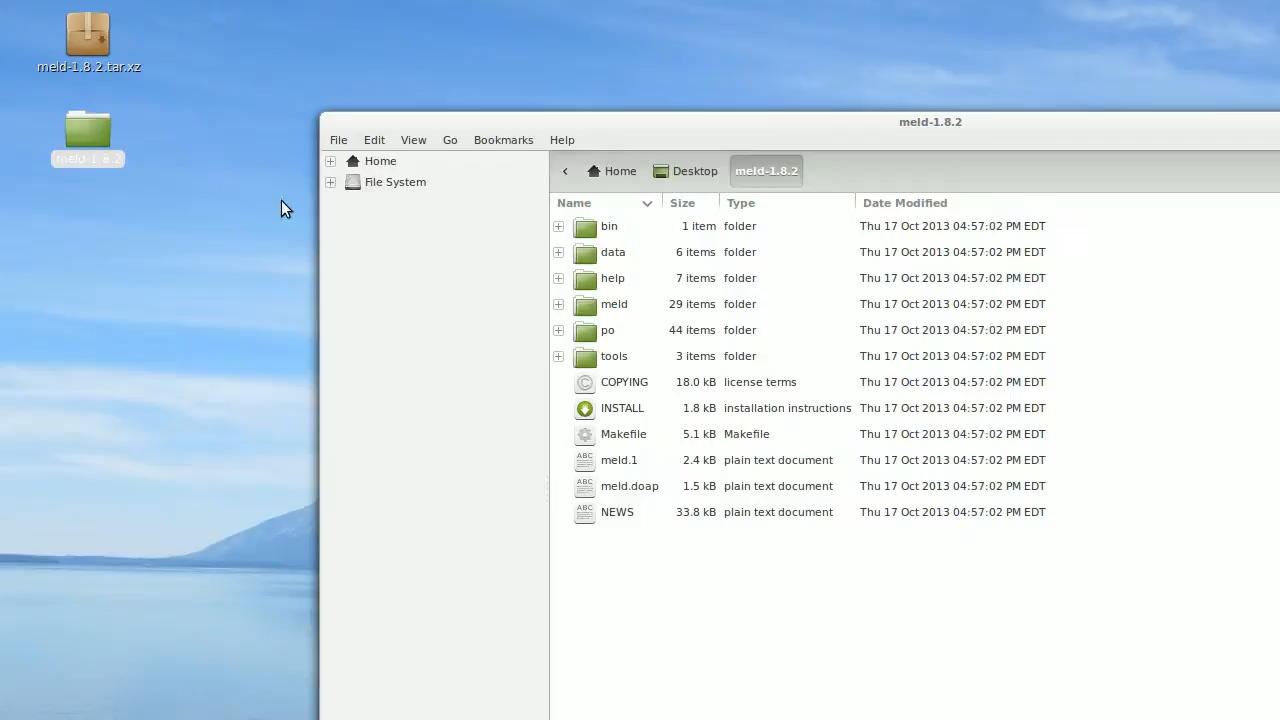 meld-1.8.2.tar.xz
meld-1.8.2
meld-1.8.2
File Edit View Go Bookmarks Help
Home
File System
Home Desktop meld-1.8.2
Name Size Type Date Modified
bin 1 item folder Thu 17 Oct 2013 04:57:02 PM EDT
data 6 items folder Thu 17 Oct 2013 04:57:02 PM EDT
help 7 items folder Thu 17 Oct 2013 04:57:02 PM EDT
meld 29 items folder Thu 17 Oct 2013 04:57:02 PM EDT
po 44 items folder Thu 17 Oct 2013 04:57:02 PM EDT
tools 3 items folder Thu 17 Oct 2013 04:57:02 PM EDT
COPYING 18.0 kB license terms Thu 17 Oct 2013 04:57:02 PM EDT
INSTALL 1.8 kB installation instructions Thu 17 Oct 2013 04:57:02 PM EDT
Makefile 5.1 kB Makefile Thu 17 Oct 2013 04:57:02 PM EDT
ABC meld.1 2.4 kB plain text document Thu 17 Oct 2013 04:57:02 PM EDT
ABC meld.doap 1.5 kB plain text document Thu 17 Oct 2013 04:57:02 PM EDT
ABC NEWS 33.8 kB plain text document Thu 17 Oct 2013 04:57:02 PM EDT